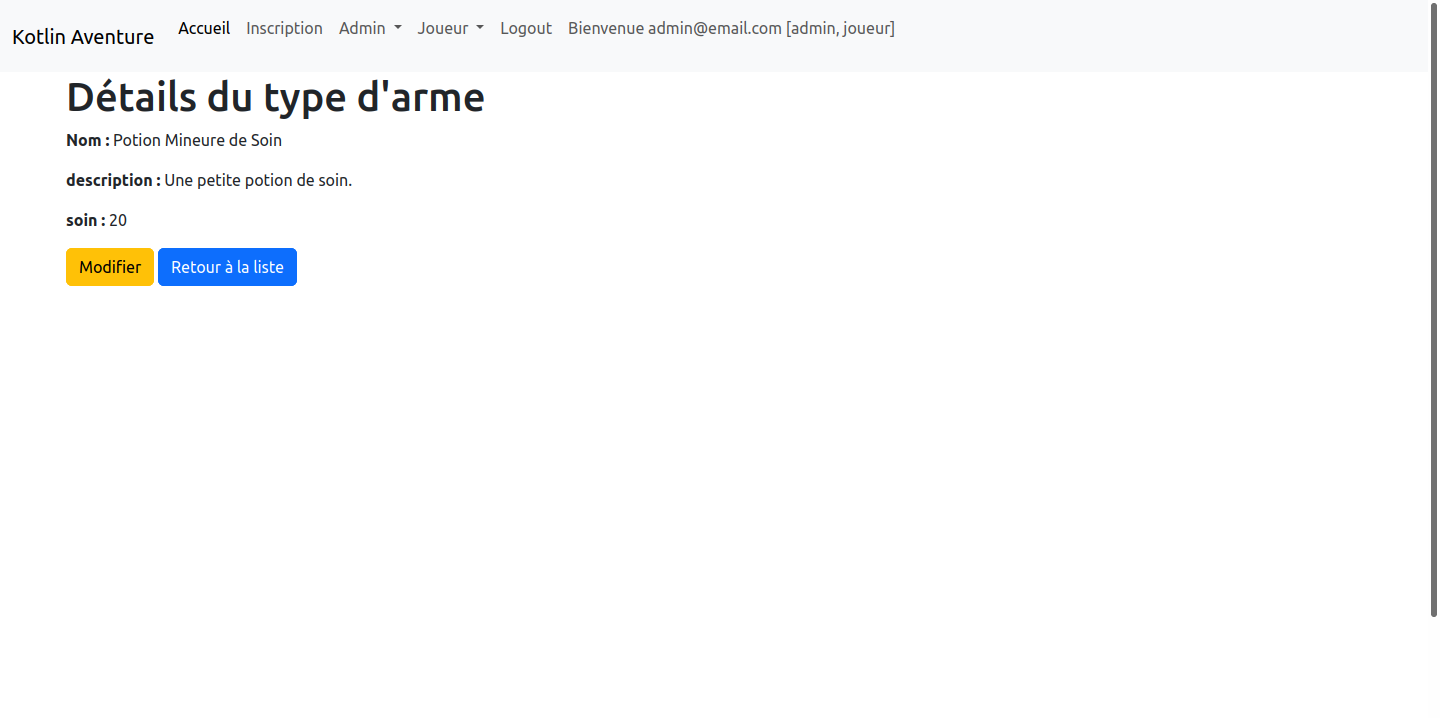 Kotlin Aventure Accueil Inscription Admin Joueur Logout Bienvenue admin@email.com [admin, joueur]
Détails du type d'arme
Nom : Potion Mineure de Soin
description : Une petite potion de soin.
soin : 20
Modifier Retour à la liste